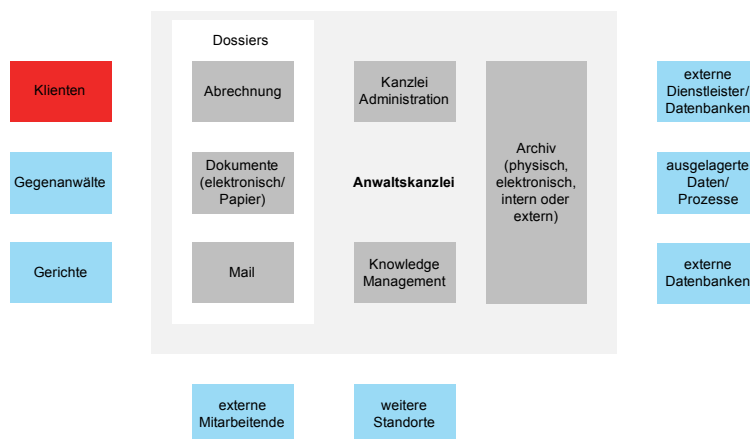 Dossiers
Klienten
Abrechnung
Kanzlei
Administration
externe
Dienstleister/
Datenbanken
Archiv
(physisch,
elektronisch,
intern oder
extern)
Gegenanwälte
Dokumente
(elektronisch/
Papier)
Anwaltskanzlei
ausgelagerte
Daten/
Prozesse
Gerichte
Mail
Knowledge
Management
externe
Datenbanken
externe
Mitarbeitende
weitere
Standorte